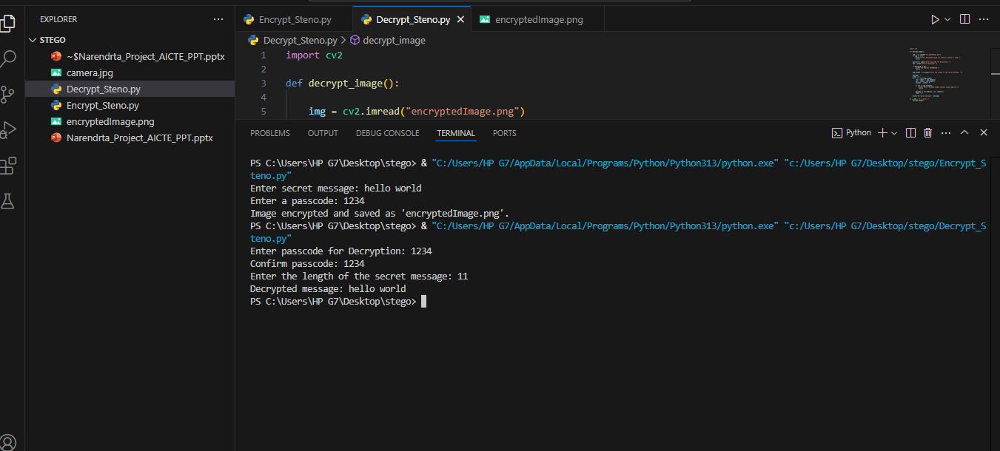 EXPLORER
STEGO
~$Narendrta_Project_AICTE_PPT.pptx
camera.jpg
Decrypt_Steno.py
Encrypt_Steno.py
encryptedImage.png
Narendrta_Project_AICTE_PPT.pptx
Encrypt_Steno.py Decrypt_Steno.py encryptedImage.png
Decrypt_Steno.py > decrypt_image
1 import cv2
2
3 def decrypt_image():
4
5 img = cv2.imread("encryptedImage.png")
PROBLEMS OUTPUT DEBUG CONSOLE TERMINAL PORTS Python
PS C:\Users\HP G7\Desktop\stego> & "C:/Users/HP G7/AppData/Local/Programs/Python/Python313/python.exe" "c:/Users/HP G7/Desktop/stego/Encrypt_S
teno.py"
Enter secret message: hello world
Enter a passcode: 1234
Image encrypted and saved as 'encryptedImage.png'.
PS C:\Users\HP G7\Desktop\stego> & "C:/Users/HP G7/AppData/Local/Programs/Python/Python313/python.exe" "c:/Users/HP G7/Desktop/stego/Decrypt_S
teno.py"
Enter passcode for Decryption: 1234
Confirm passcode: 1234
Enter the length of the secret message: 11
Decrypted message: hello world
PS C:\Users\HP G7\Desktop\stego>